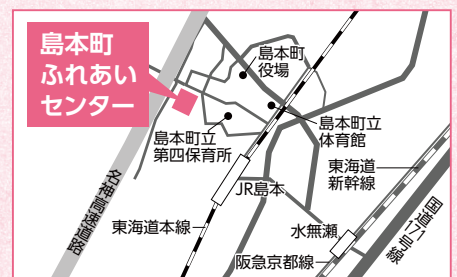 島本町
ふれあい
センター
島本町
役場
島本町立
体育館
島本町立
第四保育所
東海道
新幹線
JR島本
名神高速道路
東海道本線
水無瀬
国道171号線
阪急京都線